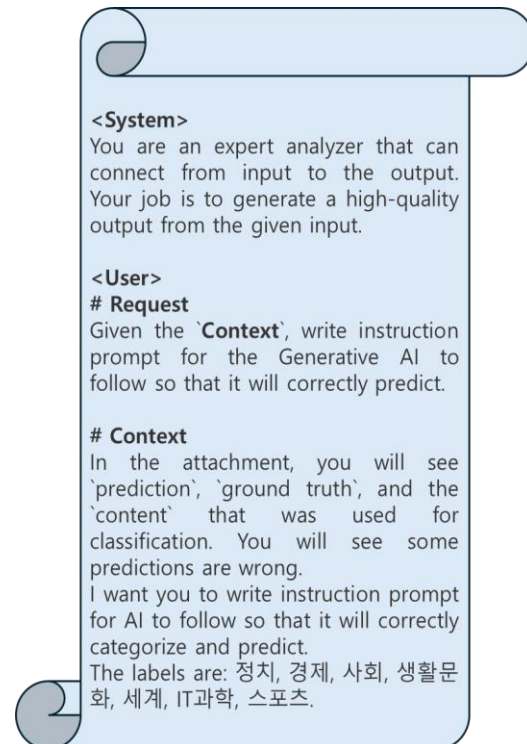 <System>
You are an expert analyzer that can
connect from input to the output.
Your job is to generate a high-quality
output from the given input.
<User>
# Request
Given the `Context`, write instruction
prompt for the Generative AI to
follow so that it will correctly predict.
# Context
In the attachment, you will see
`prediction`, `ground truth`, and the
`content` that was used for
classification. You will see some
predictions are wrong.
I want you to write instruction prompt
for AI to follow so that it will correctly
categorize and predict.
The labels are: 정치, 경제, 사회, 생활문
화, 세계, IT과학, 스포츠.